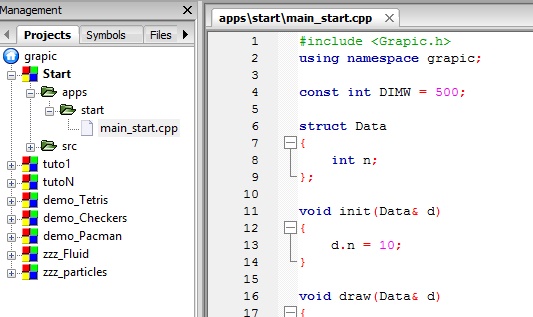 Management
Projects Symbols Files
grapic
Start
apps
start
main_start.cpp
src
tuto1
tutoN
demo_Tetris
demo_Checkers
demo_Pacman
zzz_Fluid
zzz_particles
apps\start\main_start.cpp
1 #include <Grapic.h>
2 using namespace grapic;
3
4 const int DIMW = 500;
5
6 struct Data
7 {
8 int n;
9 };
10
11 void init(Data& d)
12 {
13 d.n = 10;
14 }
15
16 void draw(Data& d)
17 {